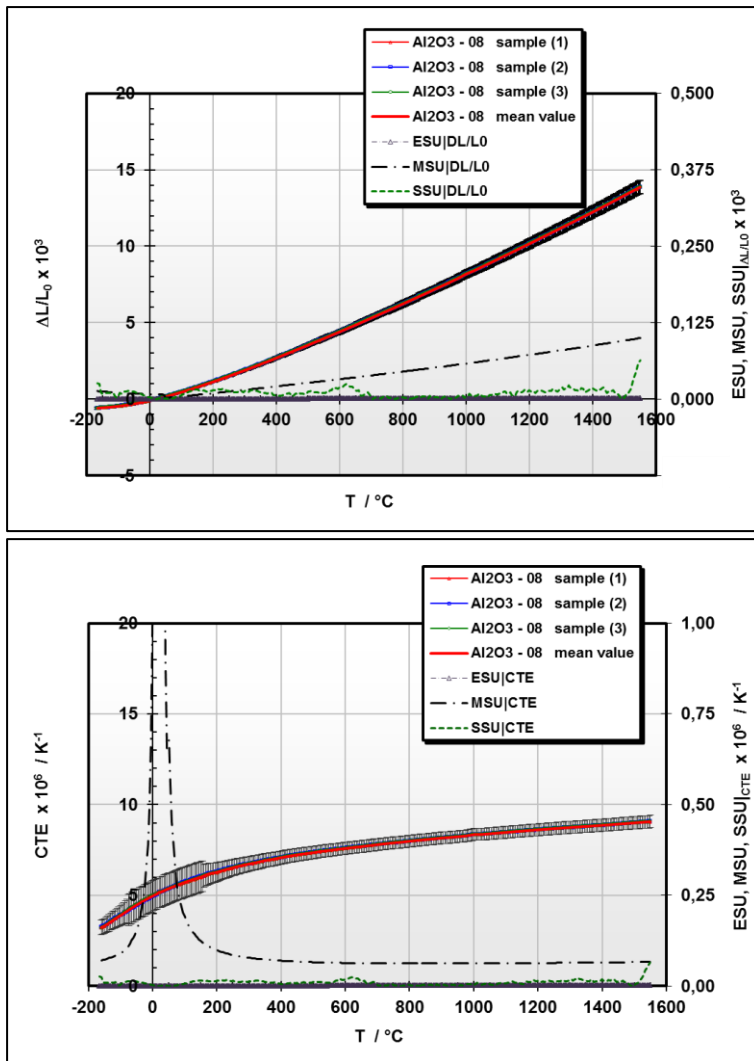 Al2O3 - 08 sample (1)
Al2O3 - 08 sample (2)
Al2O3 - 08 sample (3)
Al2O3 - 08 mean value
ESU|DL/L0
MSU|DL/L0
SSU|DL/L0
20
15
10
5
0
-5
ΔL/L₀ x 10³
0,500
0,375
0,250
0,125
0,000
ESU, MSU, SSU|ΔL/L0 x 10³
-200 0 200 400 600 800 1000 1200 1400 1600
T / °C
Al2O3 - 08 sample (1)
Al2O3 - 08 sample (2)
Al2O3 - 08 sample (3)
Al2O3 - 08 mean value
ESU|CTE
MSU|CTE
SSU|CTE
20
15
10
5
0
CTE x 10⁶ / K⁻¹
1,00
0,75
0,50
0,25
0,00
ESU, MSU, SSU|CTE x 10⁶ / K⁻¹
-200 0 200 400 600 800 1000 1200 1400 1600
T / °C